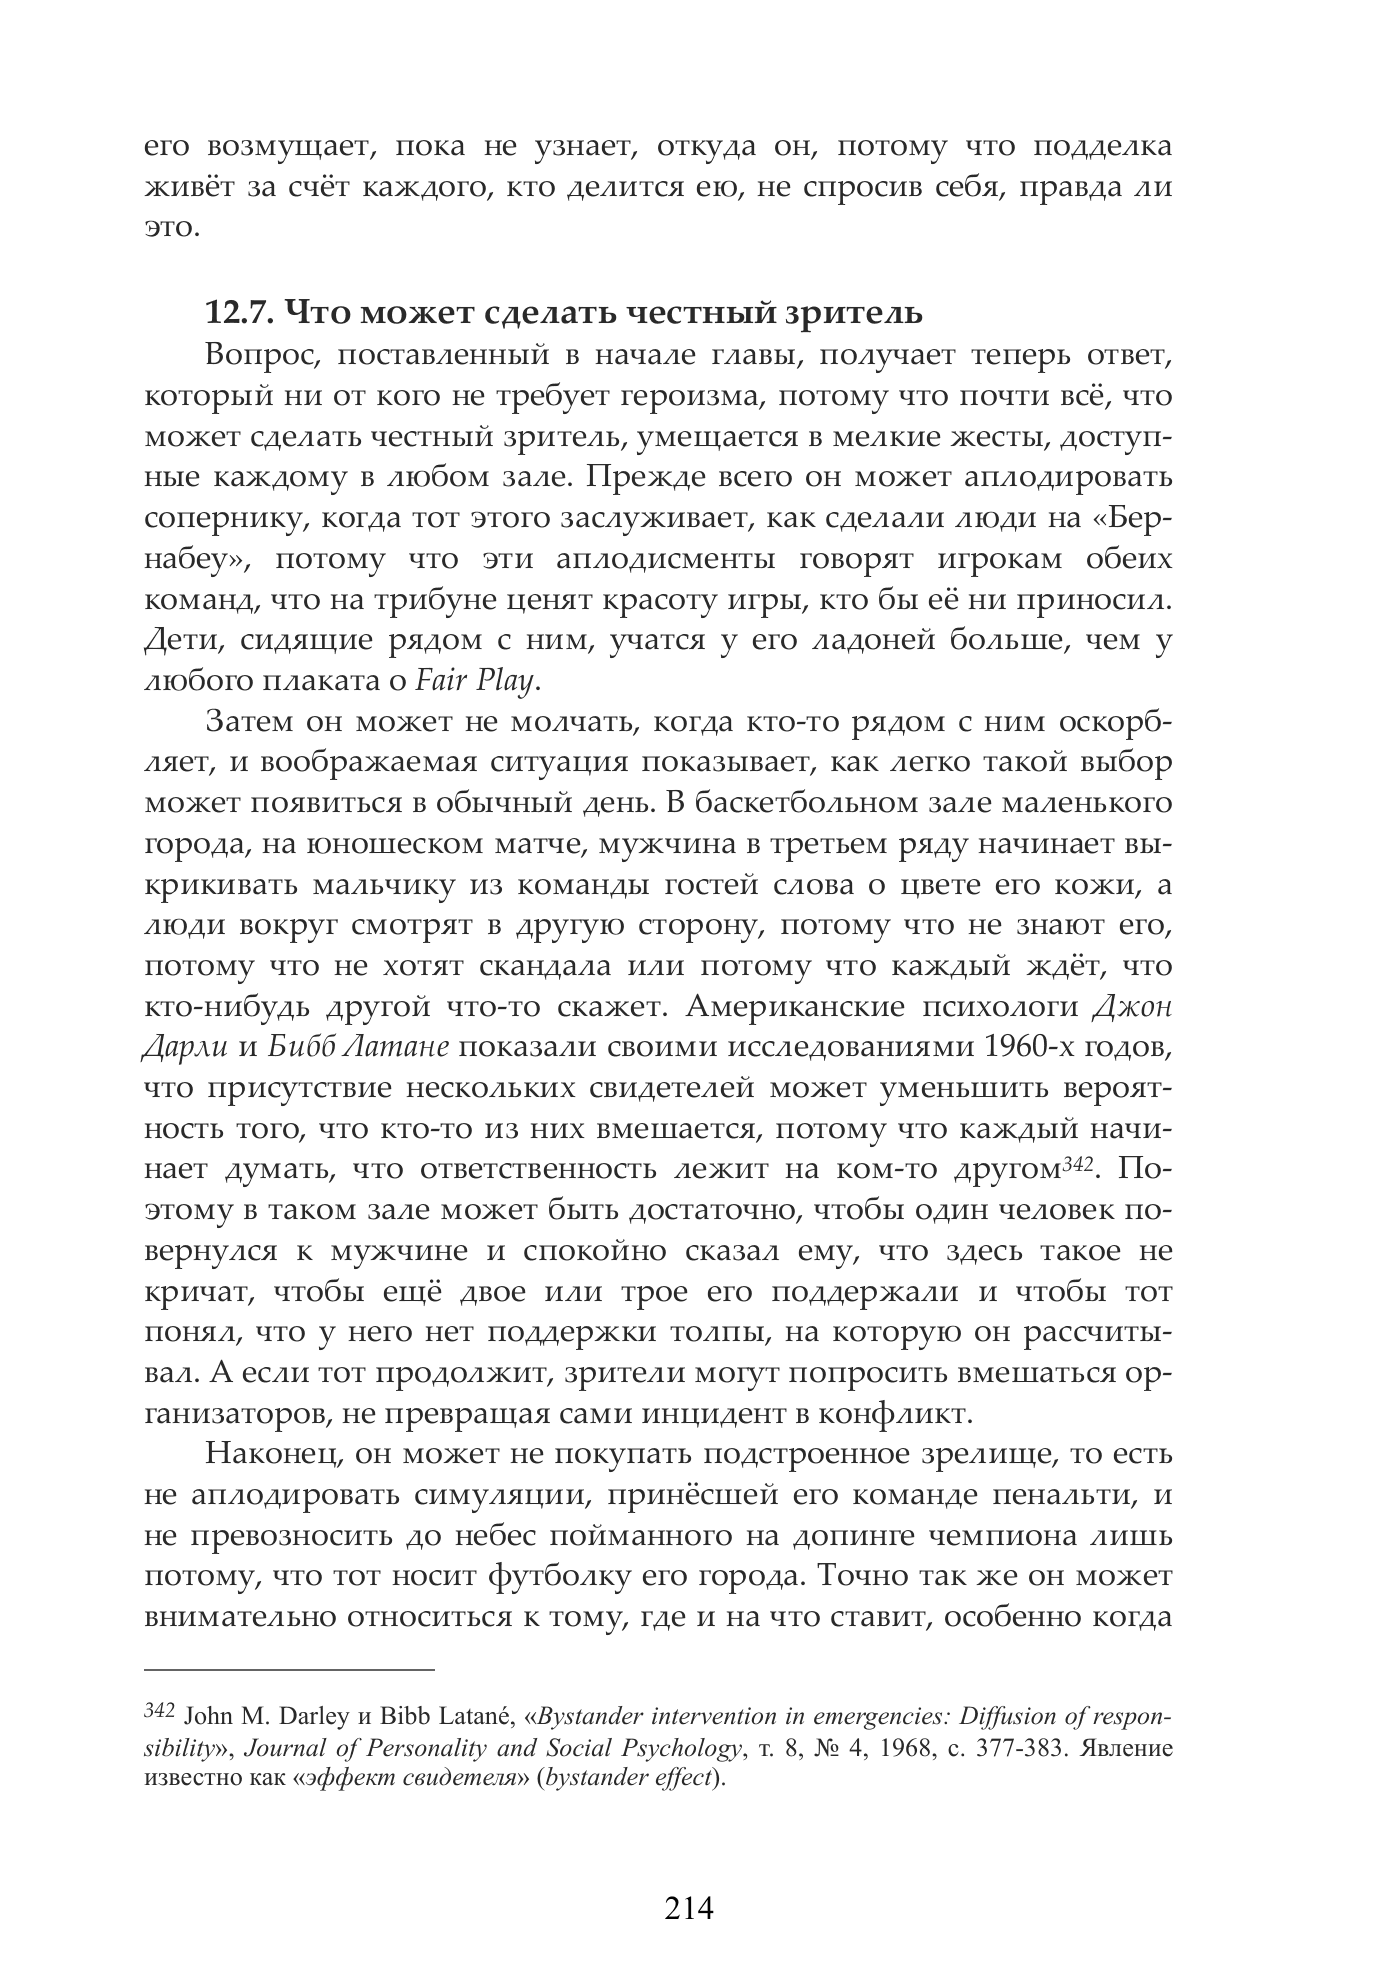 его возмущает, пока не узнает, откуда он, потому что подделка
живёт за счёт каждого, кто делится ею, не спросив себя, правда ли
это.
12.7. Что может сделать честный зритель
Вопрос, поставленный в начале главы, получает теперь ответ,
который ни от кого не требует героизма, потому что почти всё, что
может сделать честный зритель, умещается в мелкие жесты, доступ-
ные каждому в любом зале. Прежде всего он может аплодировать
сопернику, когда тот этого заслуживает, как сделали люди на «Бер-
набеу», потому что эти аплодисменты говорят игрокам обеих
команд, что на трибуне ценят красоту игры, кто бы её ни приносил.
Дети, сидящие рядом с ним, учатся у его ладоней больше, чем у
любого плаката о Fair Play.
Затем он может не молчать, когда кто-то рядом с ним оскорб-
ляет, и воображаемая ситуация показывает, как легко такой выбор
может появиться в обычный день. В баскетбольном зале маленького
города, на юношеском матче, мужчина в третьем ряду начинает вы-
крикивать мальчику из команды гостей слова о цвете его кожи, а
люди вокруг смотрят в другую сторону, потому что не знают его,
потому что не хотят скандала или потому что каждый ждёт, что
кто-нибудь другой что-то скажет. Американские психологи Джон
Дарли и Бибб Латане показали своими исследованиями 1960-х годов,
что присутствие нескольких свидетелей может уменьшить вероят-
ность того, что кто-то из них вмешается, потому что каждый начи-
нает думать, что ответственность лежит на ком-то другом342. По-
этому в таком зале может быть достаточно, чтобы один человек по-
вернулся к мужчине и спокойно сказал ему, что здесь такое не
кричат, чтобы ещё двое или трое его поддержали и чтобы тот
понял, что у него нет поддержки толпы, на которую он рассчиты-
вал. А если тот продолжит, зрители могут попросить вмешаться ор-
ганизаторов, не превращая сами инцидент в конфликт.
Наконец, он может не покупать подстроенное зрелище, то есть
не аплодировать симуляции, принёсшей его команде пенальти, и
не превозносить до небес пойманного на допинге чемпиона лишь
потому, что тот носит футболку его города. Точно так же он может
внимательно относиться к тому, где и на что ставит, особенно когда
342 John M. Darley и Bibb Latané, «Bystander intervention in emergencies: Diffusion of respon-
sibility», Journal of Personality and Social Psychology, т. 8, № 4, 1968, с. 377-383. Явление
известно как «эффект свидетеля» (bystander effect).
214